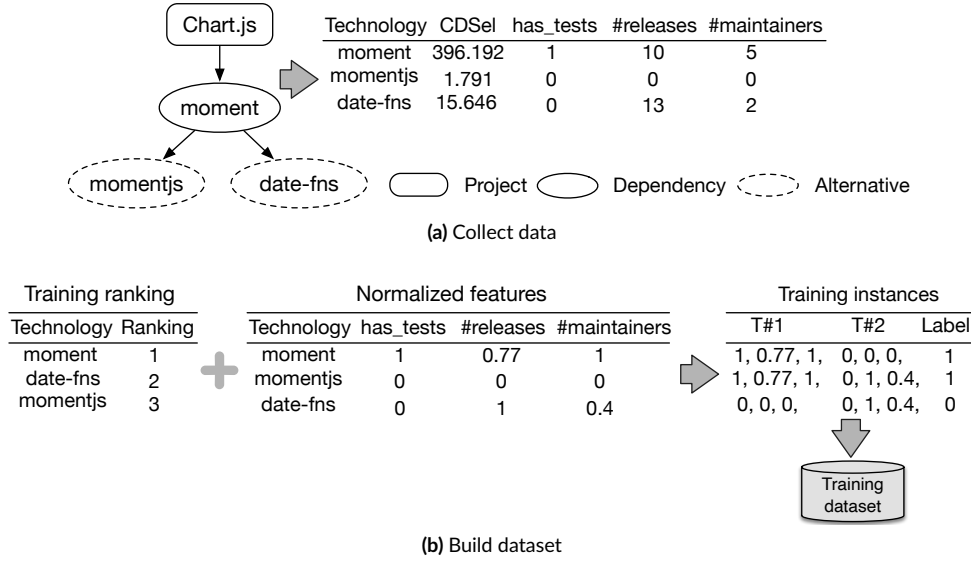 Chart.js
moment
momentjs
date-fns
Technology CDSel has_tests #releases #maintainers
moment 396.192 1 10 5
momentjs 1.791 0 0 0
date-fns 15.646 0 13 2
Project Dependency Alternative
(a) Collect data
Training ranking
Technology Ranking
moment 1
date-fns 2
momentjs 3
Normalized features
Technology has_tests #releases #maintainers
moment 1 0.77 1
momentjs 0 0 0
date-fns 0 1 0.4
Training instances
T#1 T#2 Label
1, 0.77, 1, 0, 0, 0, 1
1, 0.77, 1, 0, 1, 0.4, 1
0, 0, 0, 0, 1, 0.4, 0
Training
dataset
(b) Build dataset